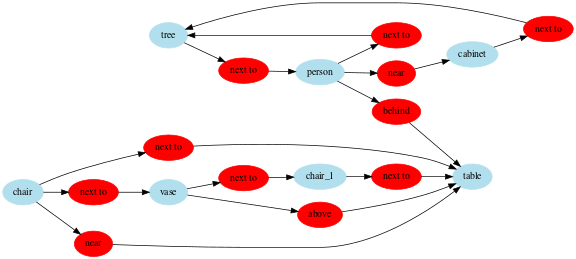 next to
tree
next to
cabinet
next to
person
near
behind
next to
chair
next to
vase
next to
chair_1
next to
table
above
near